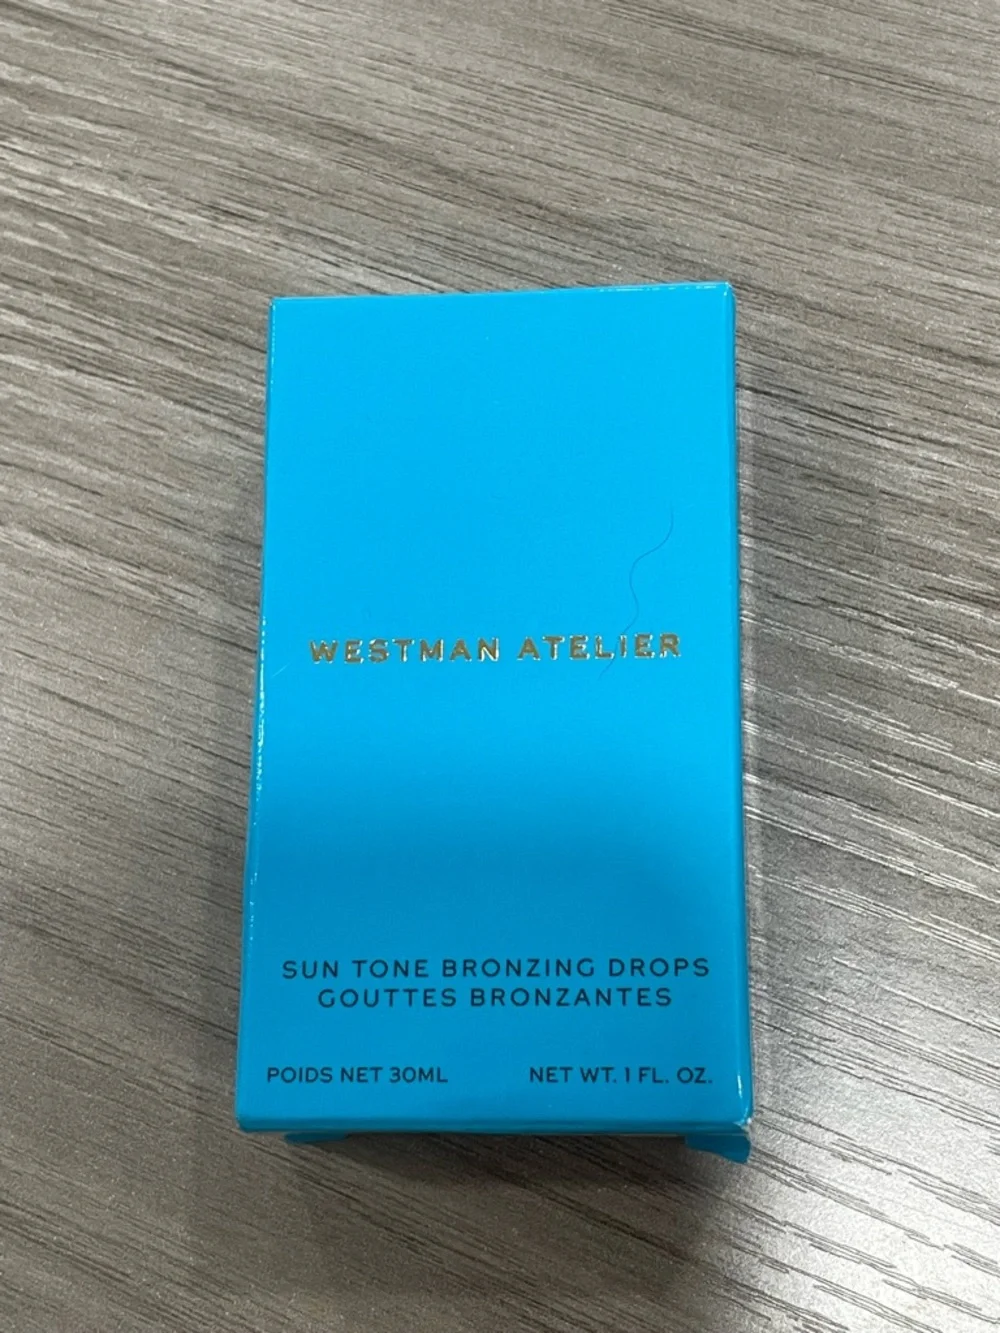 WESTMAN ATELIER
SUN TONE BRONZING DROPS
GOUTTES BRONZANTES
POIDS NET 30ML NET WT. 1 FL. OZ.